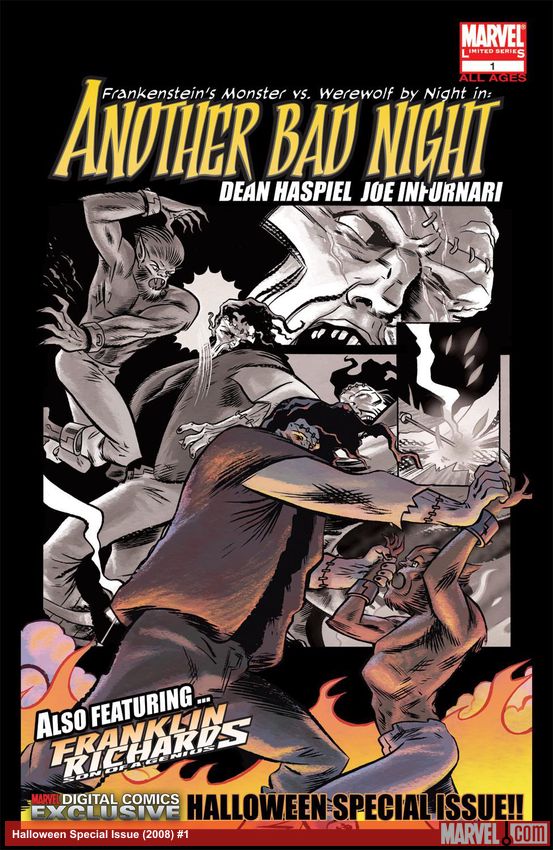 MARVEL®
LIMITED SERIES
1
ALL AGES
Frankenstein's Monster vs. Werewolf by Night in:
ANOTHER BAD NIGHT
DEAN HASPIEL JOE INFURNARI
ALSO FEATURING...
FRANKLIN
RICHARDS
SON OF A GENIUS
MARVEL DIGITAL COMICS
EXCLUSIVE
HALLOWEEN SPECIAL ISSUE!!
Halloween Special Issue (2008) #1
MARVEL.com